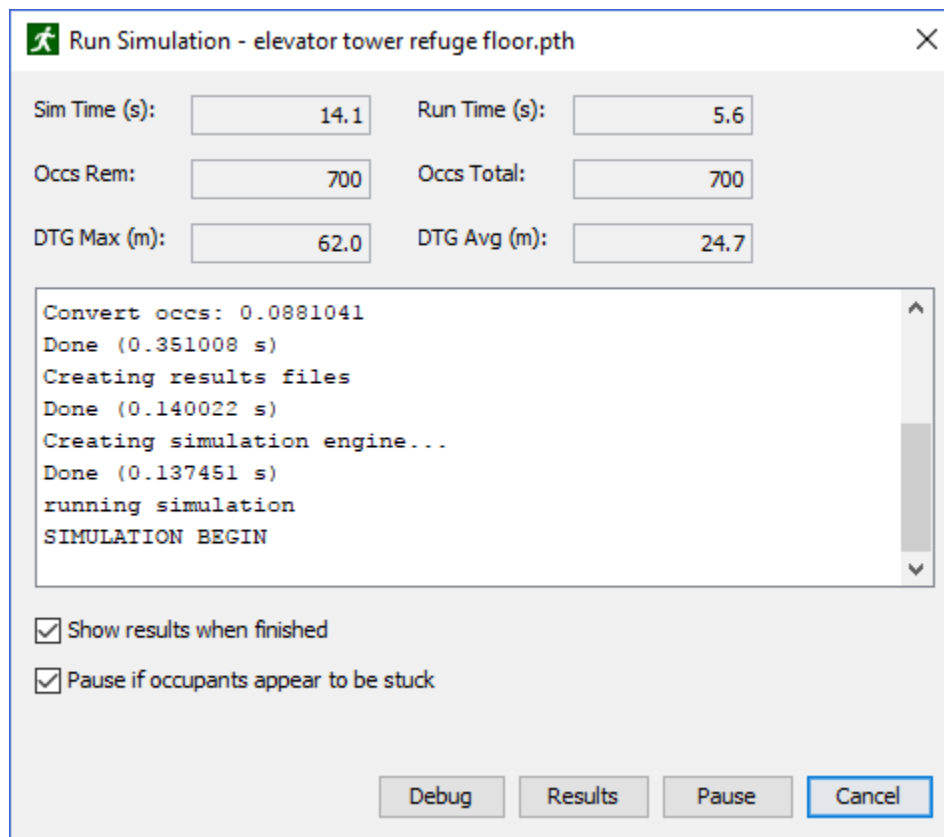 Run Simulation - elevator tower refuge floor.pth
Sim Time (s): 14.1 Run Time (s): 5.6
Occs Rem: 700 Occs Total: 700
DTG Max (m): 62.0 DTG Avg (m): 24.7
Convert occs: 0.0881041
Done (0.351008 s)
Creating results files
Done (0.140022 s)
Creating simulation engine...
Done (0.137451 s)
running simulation
SIMULATION BEGIN
Show results when finished
Pause if occupants appear to be stuck
Debug Results Pause Cancel